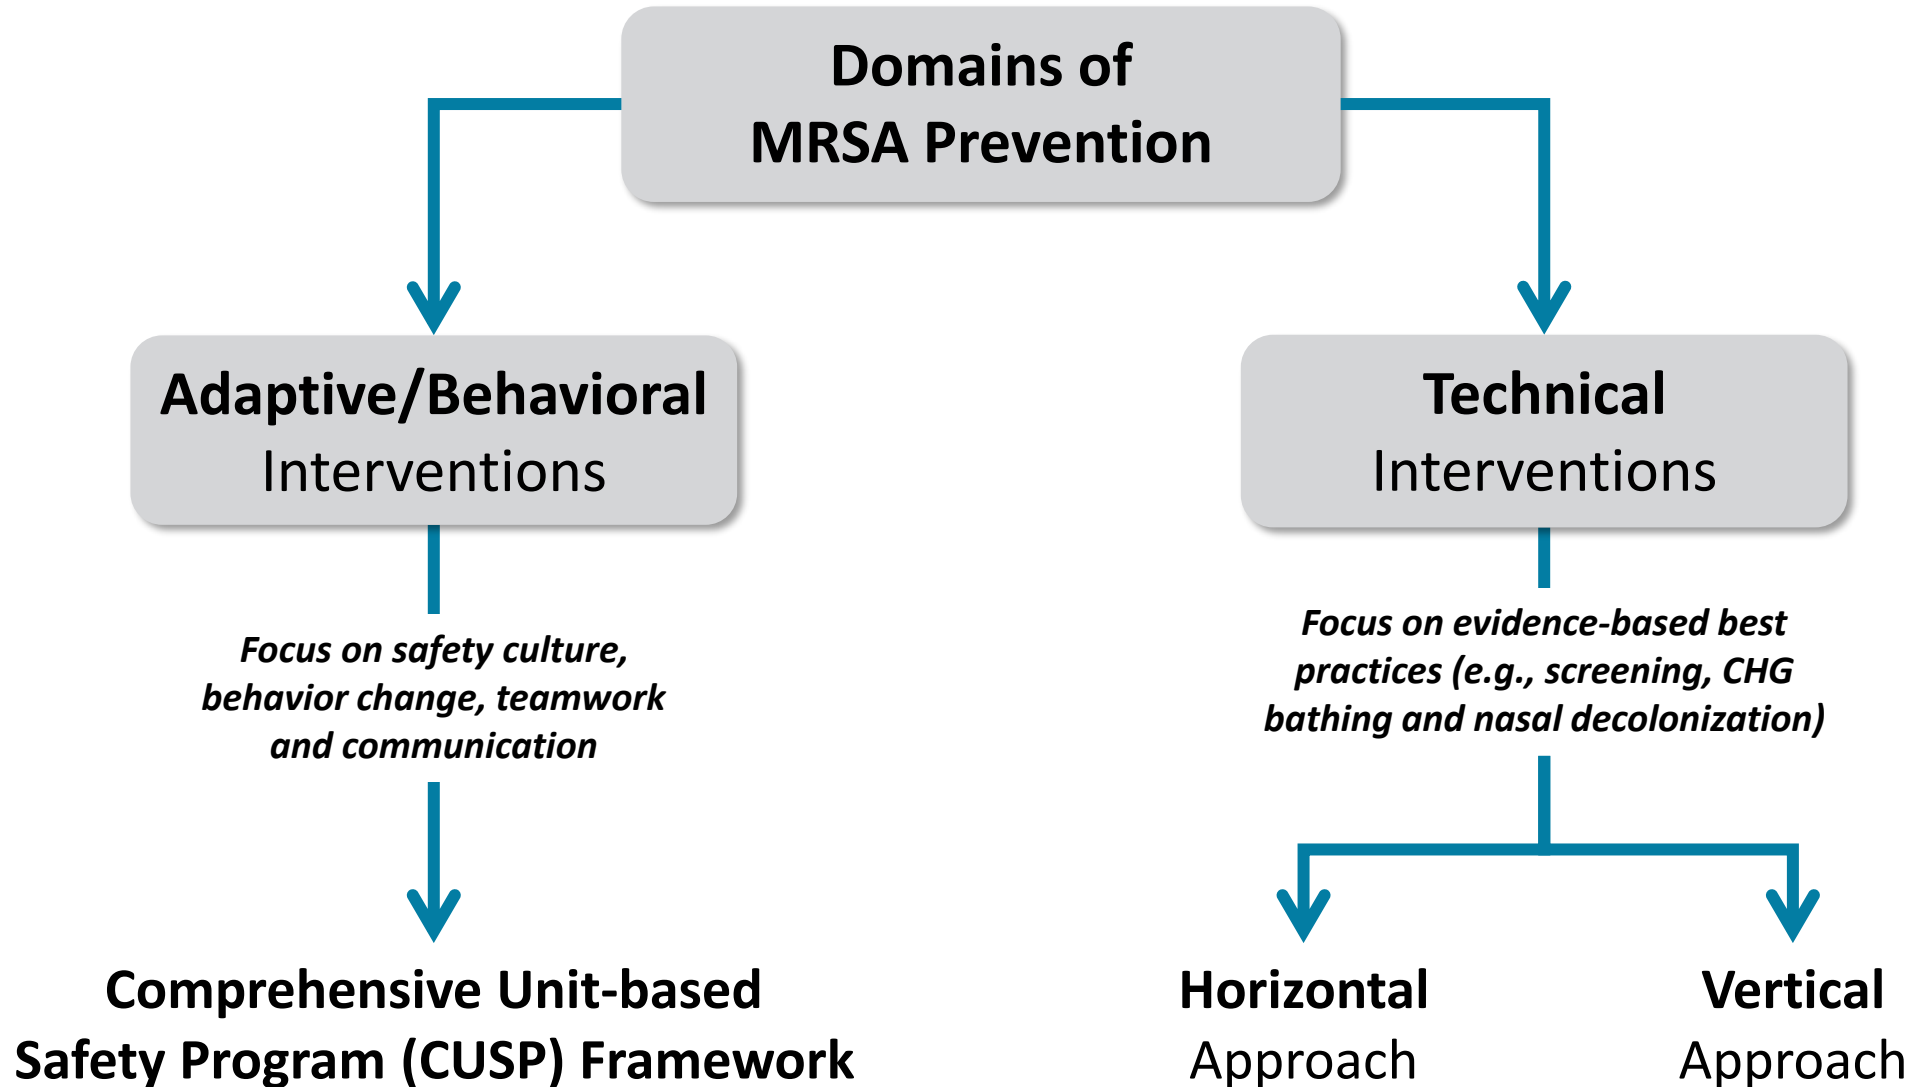 Domains of
MRSA Prevention
Adaptive/Behavioral
Interventions
Focus on safety culture,
behavior change, teamwork
and communication
Comprehensive Unit-based
Safety Program (CUSP) Framework
Technical
Interventions
Focus on evidence-based best
practices (e.g., screening, CHG
bathing and nasal decolonization)
Horizontal
Approach
Vertical
Approach